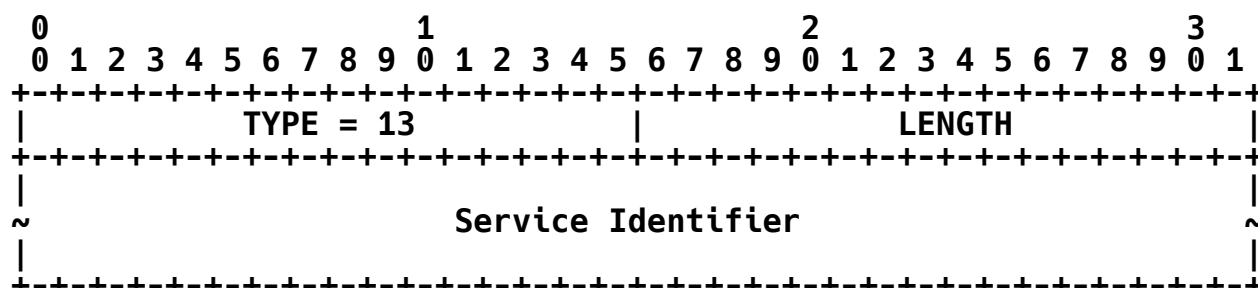 0                   1                   2                   3
 0 1 2 3 4 5 6 7 8 9 0 1 2 3 4 5 6 7 8 9 0 1 2 3 4 5 6 7 8 9 0 1
+-+-+-+-+-+-+-+-+-+-+-+-+-+-+-+-+-+-+-+-+-+-+-+-+-+-+-+-+-+-+-+-+
|           TYPE = 13           |             LENGTH            |
+-+-+-+-+-+-+-+-+-+-+-+-+-+-+-+-+-+-+-+-+-+-+-+-+-+-+-+-+-+-+-+-+
|                                                               |
~                      Service Identifier                       ~
|                                                               |
+-+-+-+-+-+-+-+-+-+-+-+-+-+-+-+-+-+-+-+-+-+-+-+-+-+-+-+-+-+-+-+-+